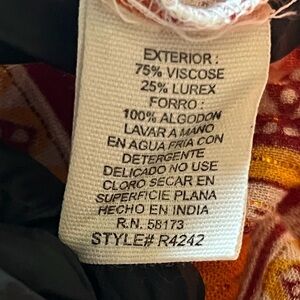 EXTERIOR :
75% VISCOSE
25% LUREX
FORRO :
100% ALGODON
LAVAR A MANO
EN AGUA FRIA CON
DETERGENTE
DELICADO NO USE
CLORO SECAR EN
SUPERFICIE PLANA
HECHO EN INDIA
R.N. 58173
STYLE# R4242